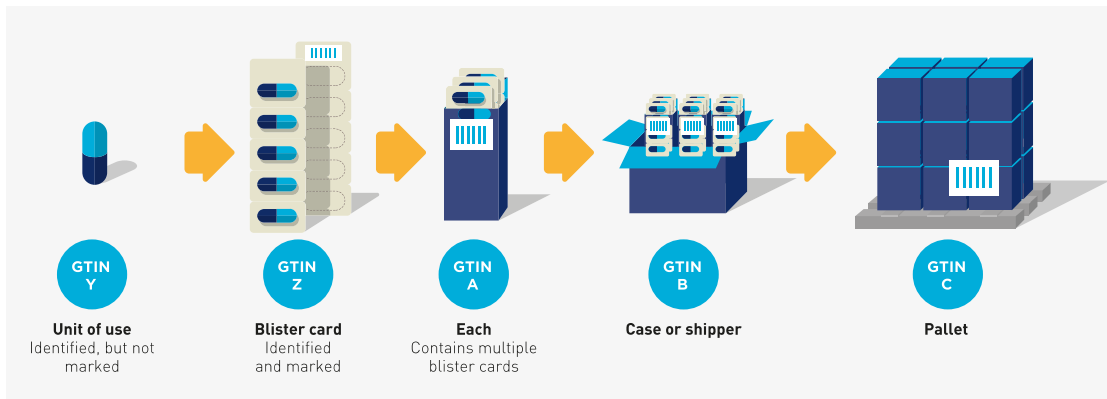 GTIN
Y
GTIN
Z
GTIN
A
GTIN
B
GTIN
C
Unit of use
Identified, but not
marked
Blister card
Identified
and marked
Each
Contains multiple
blister cards
Case or shipper
Pallet